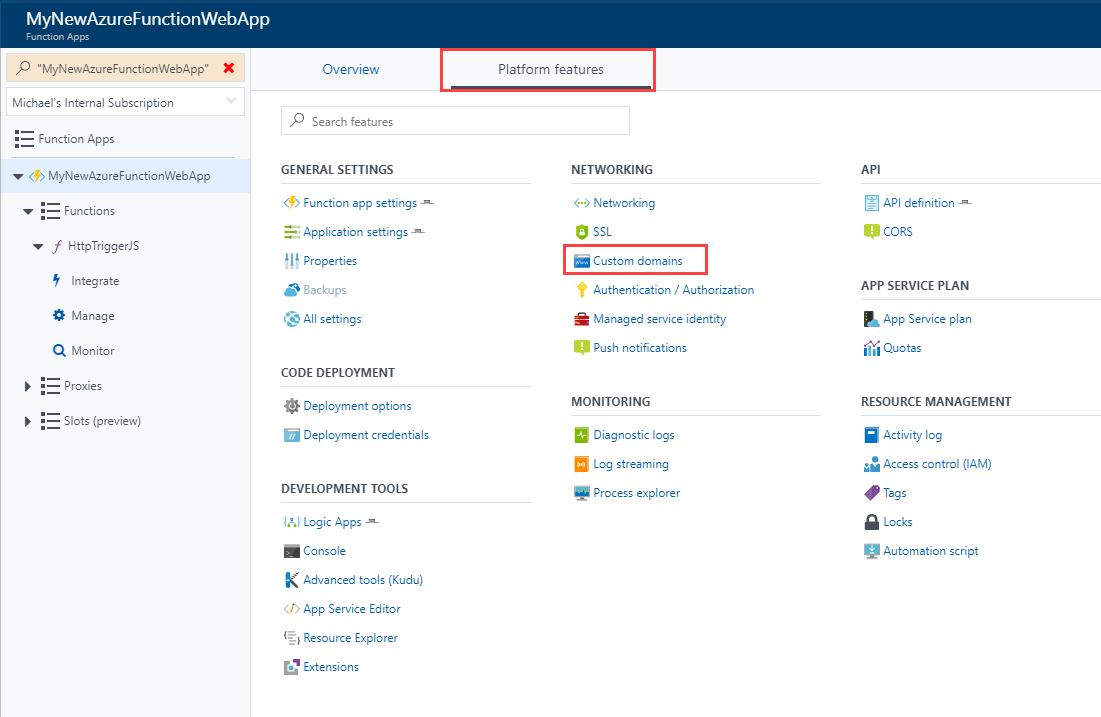 MyNewAzureFunctionWebApp
Function Apps
"MyNewAzureFunctionWebApp"
Michael's Internal Subscription
Function Apps
MyNewAzureFunctionWebApp
Functions
HttpTriggerJS
Integrate
Manage
Monitor
Proxies
Slots (preview)
Overview
Platform features
Search features
GENERAL SETTINGS
Function app settings
Application settings
Properties
Backups
All settings
CODE DEPLOYMENT
Deployment options
Deployment credentials
DEVELOPMENT TOOLS
Logic Apps
Console
Advanced tools (Kudu)
App Service Editor
Resource Explorer
Extensions
NETWORKING
Networking
SSL
Custom domains
Authentication / Authorization
Managed service identity
Push notifications
MONITORING
Diagnostic logs
Log streaming
Process explorer
API
API definition
CORS
APP SERVICE PLAN
App Service plan
Quotas
RESOURCE MANAGEMENT
Activity log
Access control (IAM)
Tags
Locks
Automation script